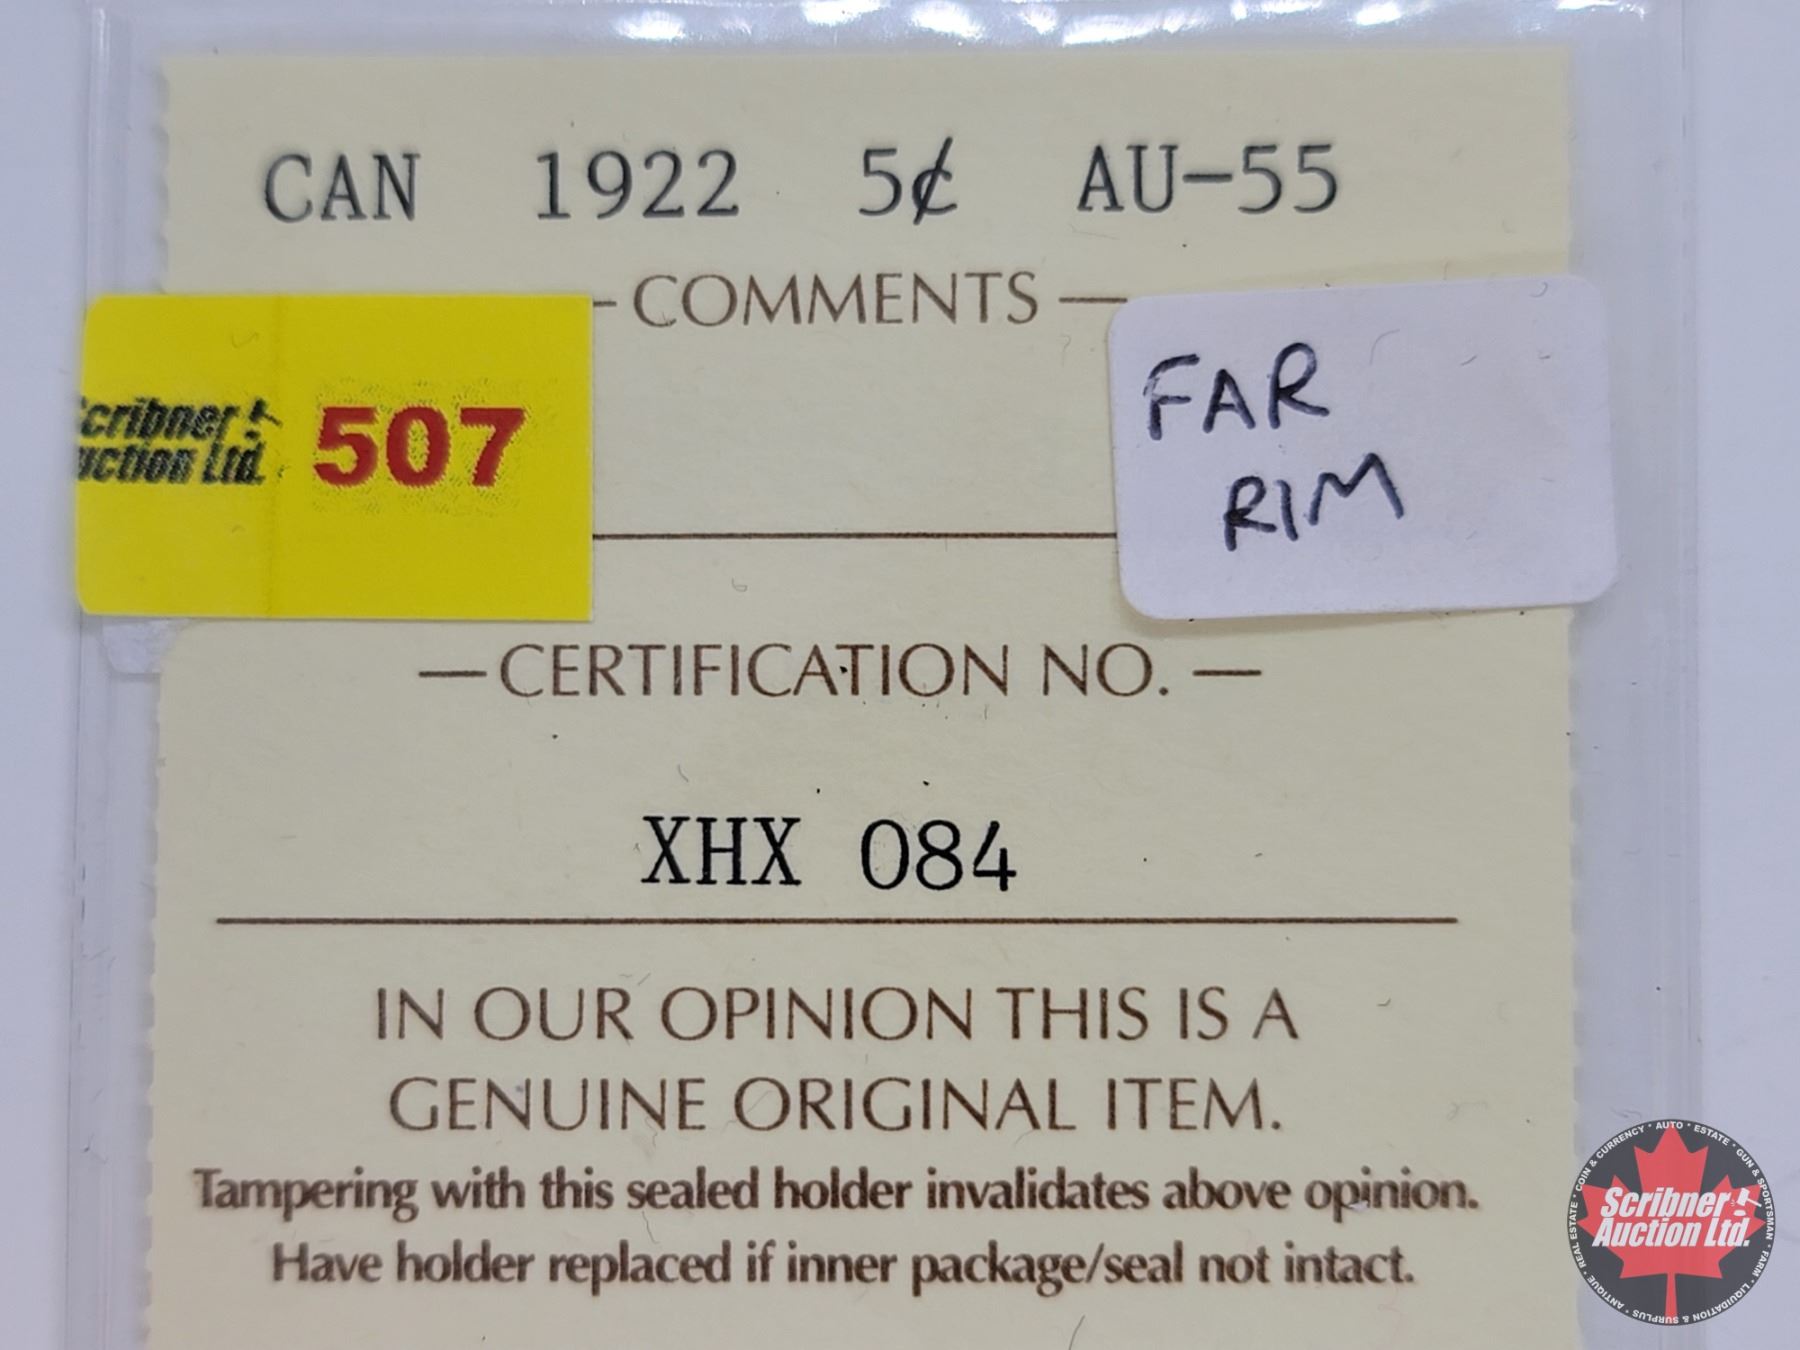 CAN 1922 5¢ AU-55
— COMMENTS —
cribner
uction Ltd.
507
FAR
RIM
— CERTIFICATION NO. —
XHX 084
IN OUR OPINION THIS IS A
GENUINE ORIGINAL ITEM.
Tampering with this sealed holder invalidates above opinion.
Have holder replaced if inner package/seal not intact.
COIN & CURRENCY • AUTO • ESTATE • GUN & SPORTSMAN • FARM • LIQUIDATION & SURPLUS • ANTIQUE • REAL ESTATE •
Scribner
Auction Ltd.